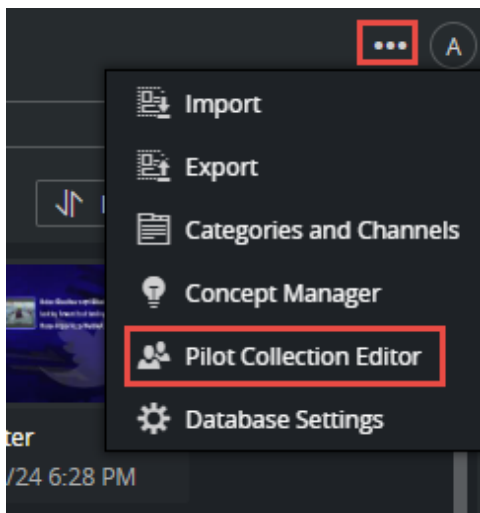 A
Import
Export
Categories and Channels
Concept Manager
Pilot Collection Editor
Database Settings
ter
/24 6:28 PM